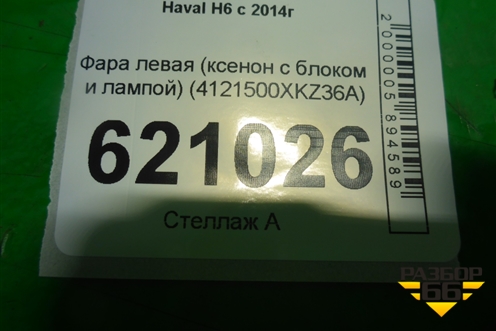 Haval H6 с 2014г
Фара левая (ксенон с блоком
и лампой) (4121500XKZ36A)
621026
Стеллаж А
2000005894589
РАЗБОР
66